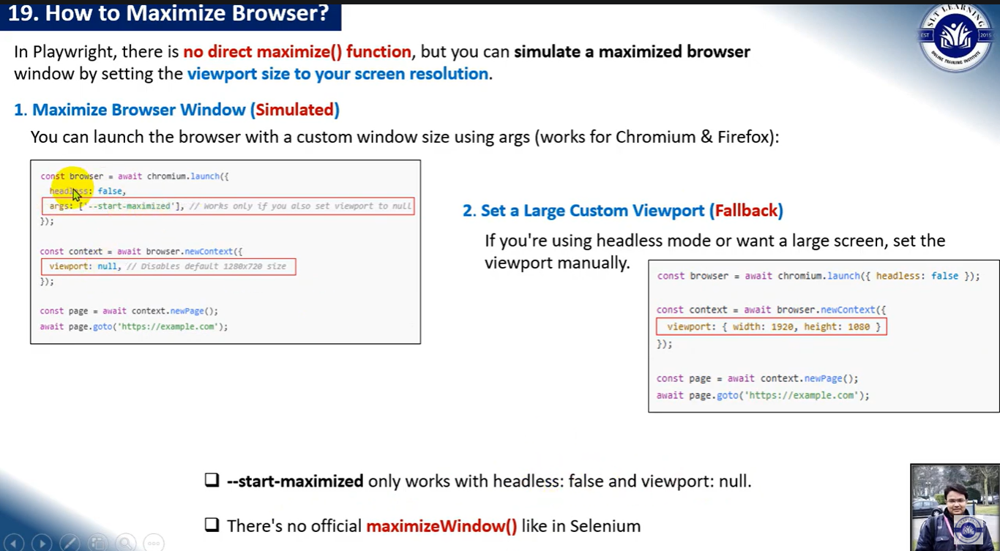 19. How to Maximize Browser?
SLT LEARNING
EST
2015
ONLINE TRAINING INSTITUTE
In Playwright, there is no direct maximize() function, but you can simulate a maximized browser
window by setting the viewport size to your screen resolution.
1. Maximize Browser Window (Simulated)
You can launch the browser with a custom window size using args (works for Chromium & Firefox):
const browser = await chromium.launch({
headless: false,
args: ['--start-maximized'], // Works only if you also set viewport to null
});
const context = await browser.newContext({
viewport: null, // Disables default 1280x720 size
});
const page = await context.newPage();
await page.goto('https://example.com');
2. Set a Large Custom Viewport (Fallback)
If you're using headless mode or want a large screen, set the
viewport manually.
const browser = await chromium.launch({ headless: false });
const context = await browser.newContext({
viewport: { width: 1920, height: 1080 }
});
const page = await context.newPage();
await page.goto('https://example.com');
--start-maximized only works with headless: false and viewport: null.
There's no official maximizeWindow() like in Selenium